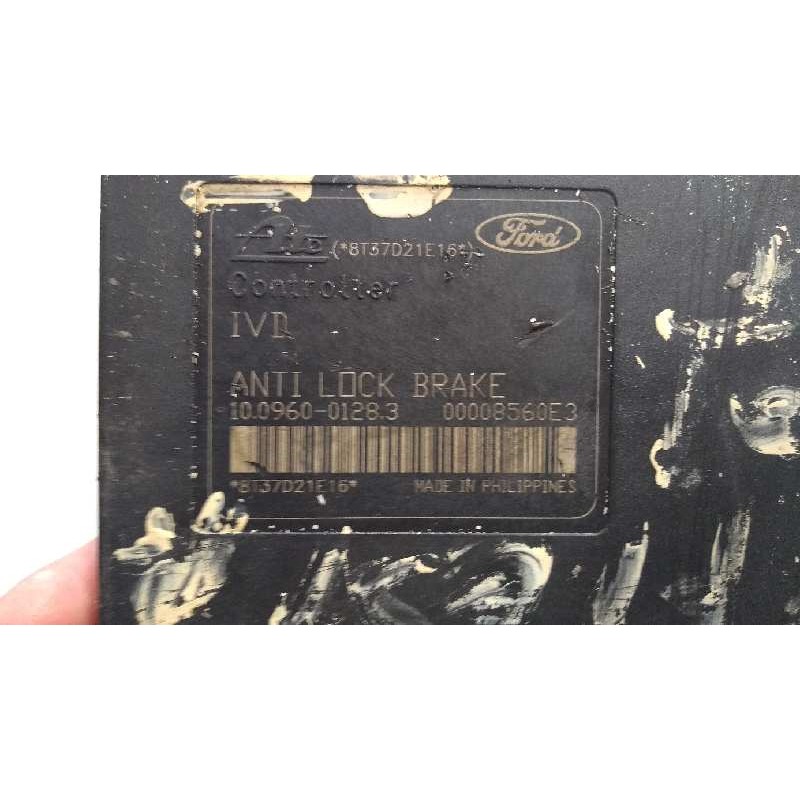 Ate (*8T37D21E16*) Ford
Controller
IVD
ANTI LOCK BRAKE
10.0960-0128.3 00008560E3
*8T37D21E16* MADE IN PHILIPPINES